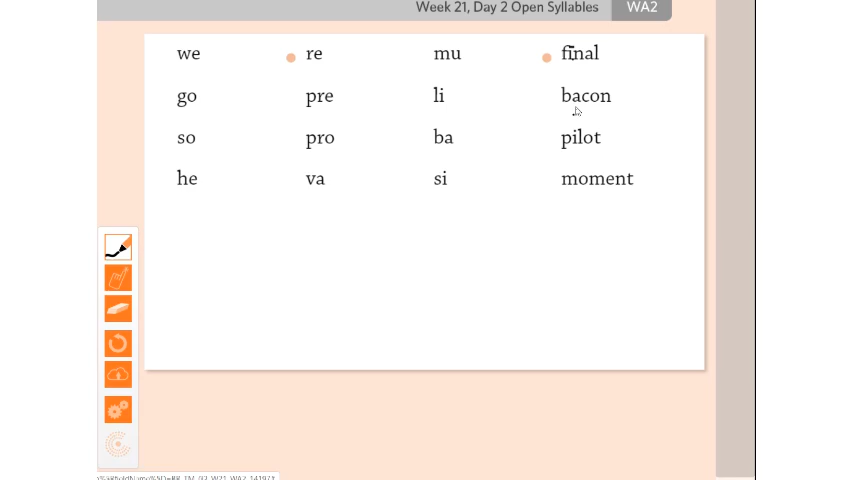 Week 21, Day 2 Open Syllables WA2
we re mu final
go pre li bacon
so pro ba pilot
he va si moment